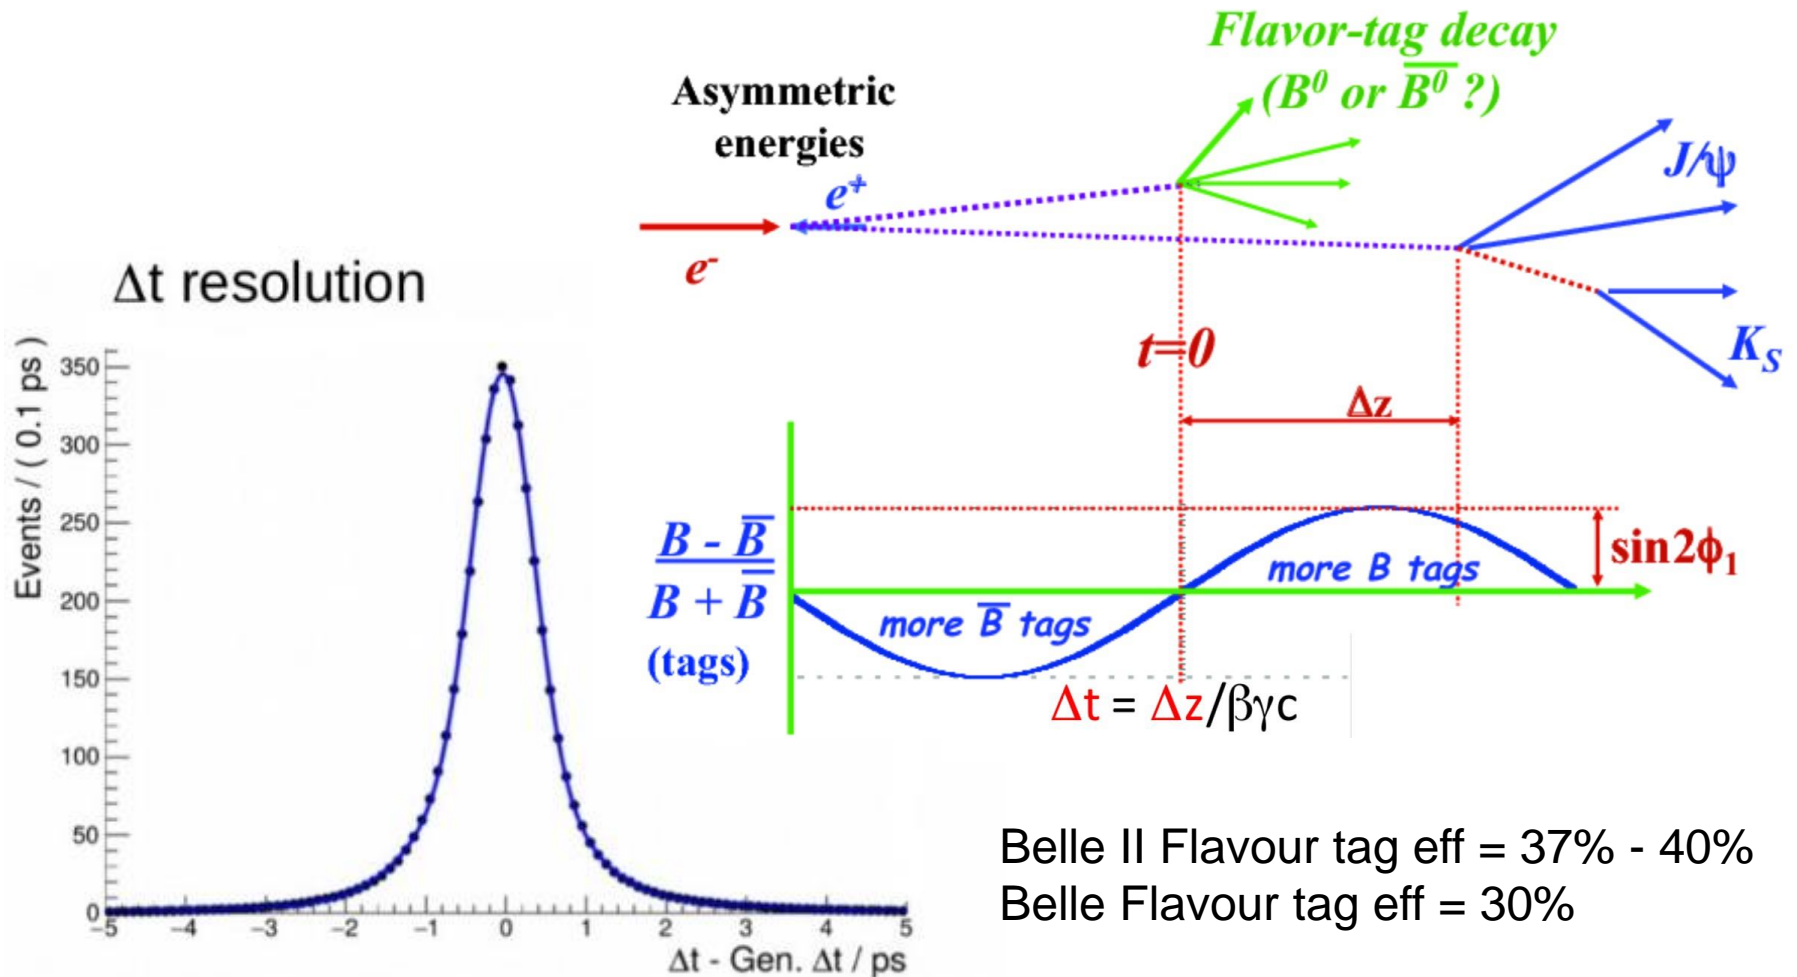 Flavor-tag decay
(B⁰ or B̅⁰ ?)
Asymmetric
energies
e⁺
e⁻
J/ψ
K_S
t=0
Δz
B - B̅
B + B̅
(tags)
more B̅ tags
more B tags
sin2ϕ₁
Δt = Δz/βγc
Δt resolution
Events / ( 0.1 ps )
350
300
250
200
150
100
50
0
−5 −4 −3 −2 −1 0 1 2 3 4 5
Δt - Gen. Δt / ps
Belle II Flavour tag eff = 37% - 40%
Belle Flavour tag eff = 30%